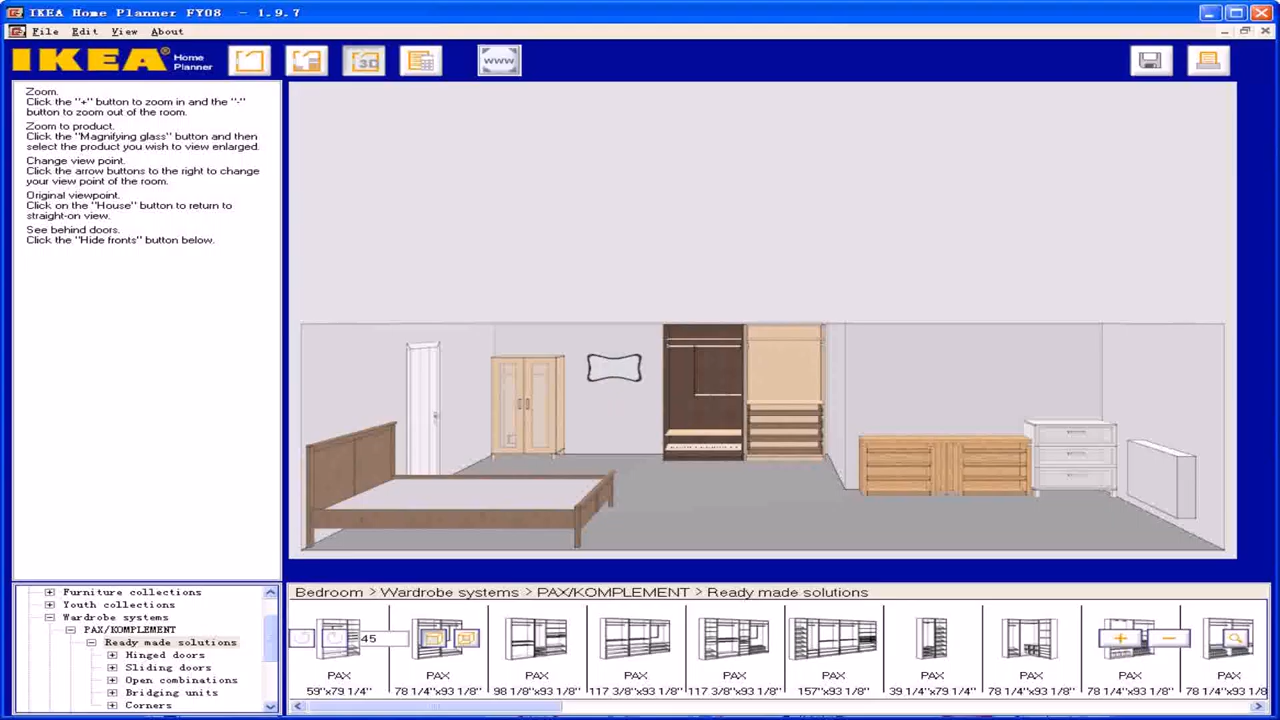 IKEA Home Planner FY08 - 1.9.7
File Edit View About
IKEA® Home Planner
3D
WWW
Zoom.
Click the "+" button to zoom in and the "-"
button to zoom out of the room.
Zoom to product.
Click the "Magnifying glass" button and then
select the product you wish to view enlarged.
Change view point.
Click the arrow buttons to the right to change
your view point of the room.
Original viewpoint.
Click on the "House" button to return to
straight-on view.
See behind doors.
Click the "Hide fronts" button below.
Furniture collections
Youth collections
Wardrobe systems
PAX/KOMPLEMENT
Ready made solutions
Hinged doors
Sliding doors
Open combinations
Bridging units
Corners
Bedroom > Wardrobe systems > PAX/KOMPLEMENT > Ready made solutions
45
PAX PAX PAX PAX PAX PAX PAX PAX PAX PAX
59"x79 1/4" 78 1/4"x93 1/8" 98 1/8"x93 1/8" 117 3/8"x93 1/8" 117 3/8"x93 1/8" 157"x93 1/8" 39 1/4"x79 1/4" 78 1/4"x93 1/8" 78 1/4"x93 1/8" 78 1/4"x93 1/8